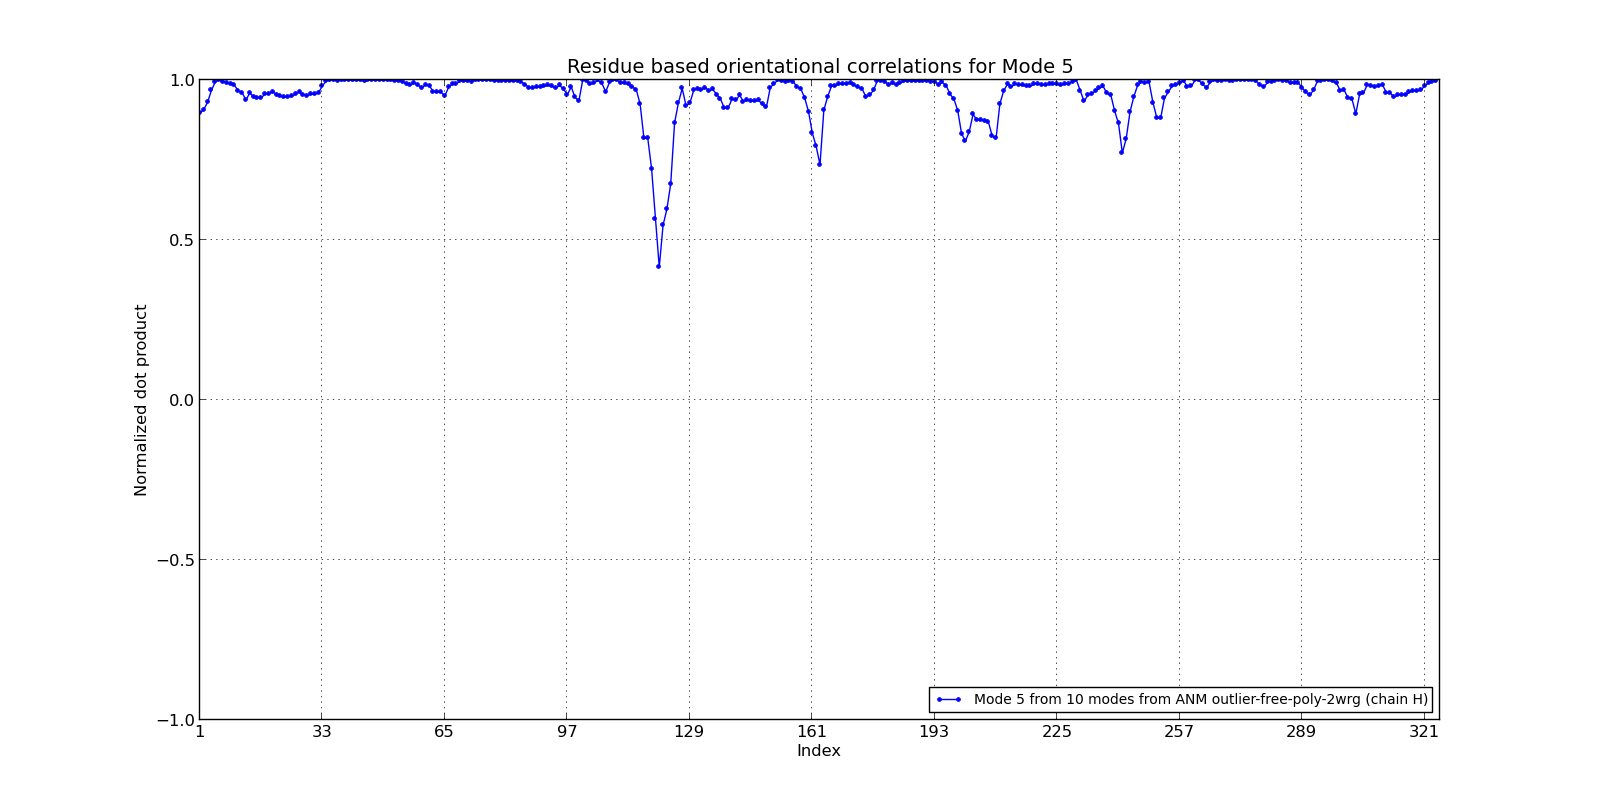 Residue based orientational correlations for Mode 5
1.0
0.5
0.0
−0.5
−1.0
Normalized dot product
1 33 65 97 129 161 193 225 257 289 321
Index
Mode 5 from 10 modes from ANM outlier-free-poly-2wrg (chain H)